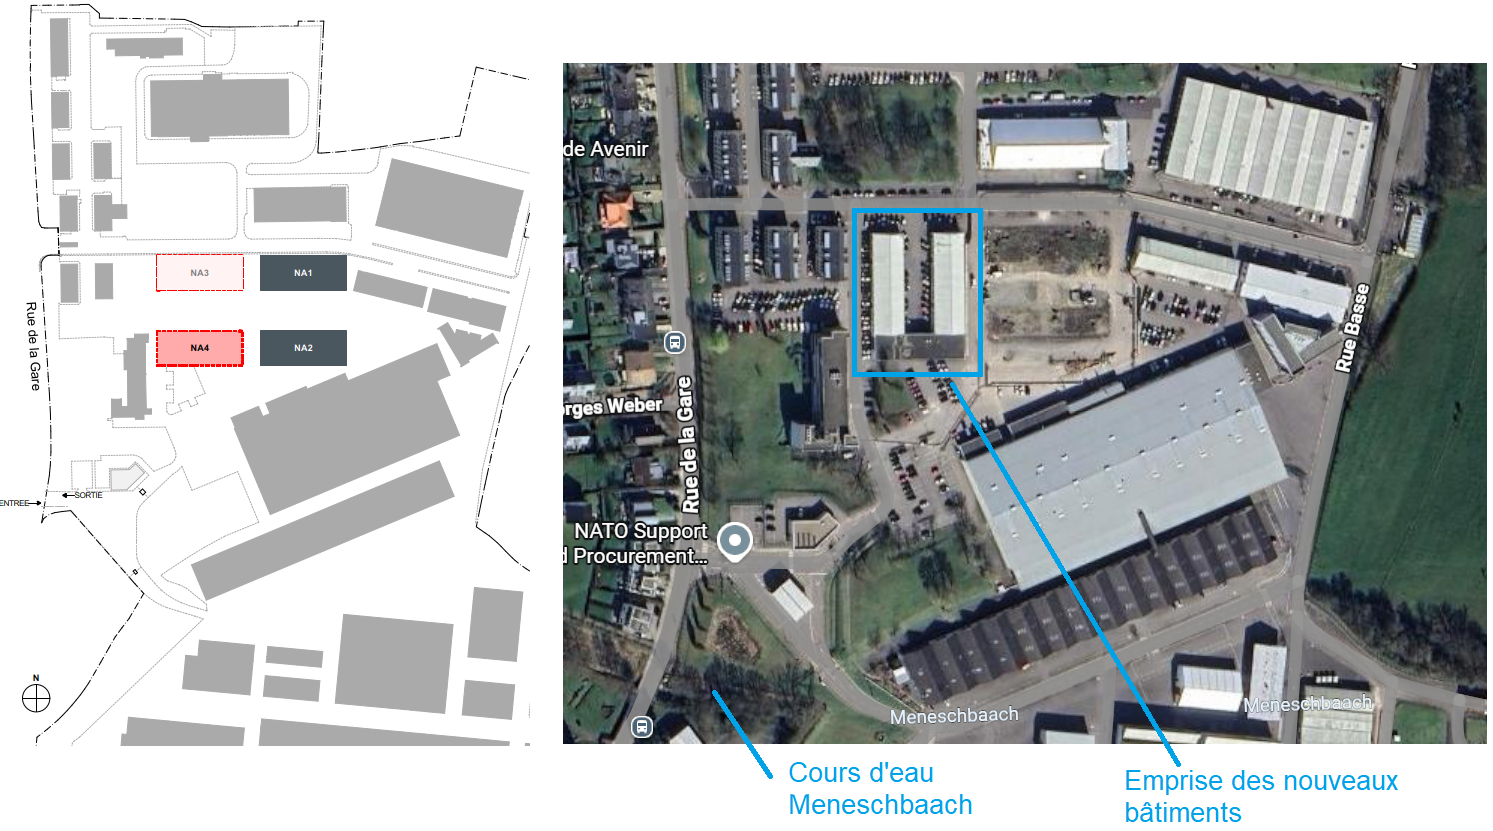 NA3
NA1
NA4
NA2
Rue de la Gare
ENTREE
SORTIE
N
de Avenir
orges Weber
Rue de la Gare
Rue Basse
NATO Support
d Procurement...
Meneschbaach
Meneschbaach
Cours d'eau
Meneschbaach
Emprise des nouveaux
bâtiments